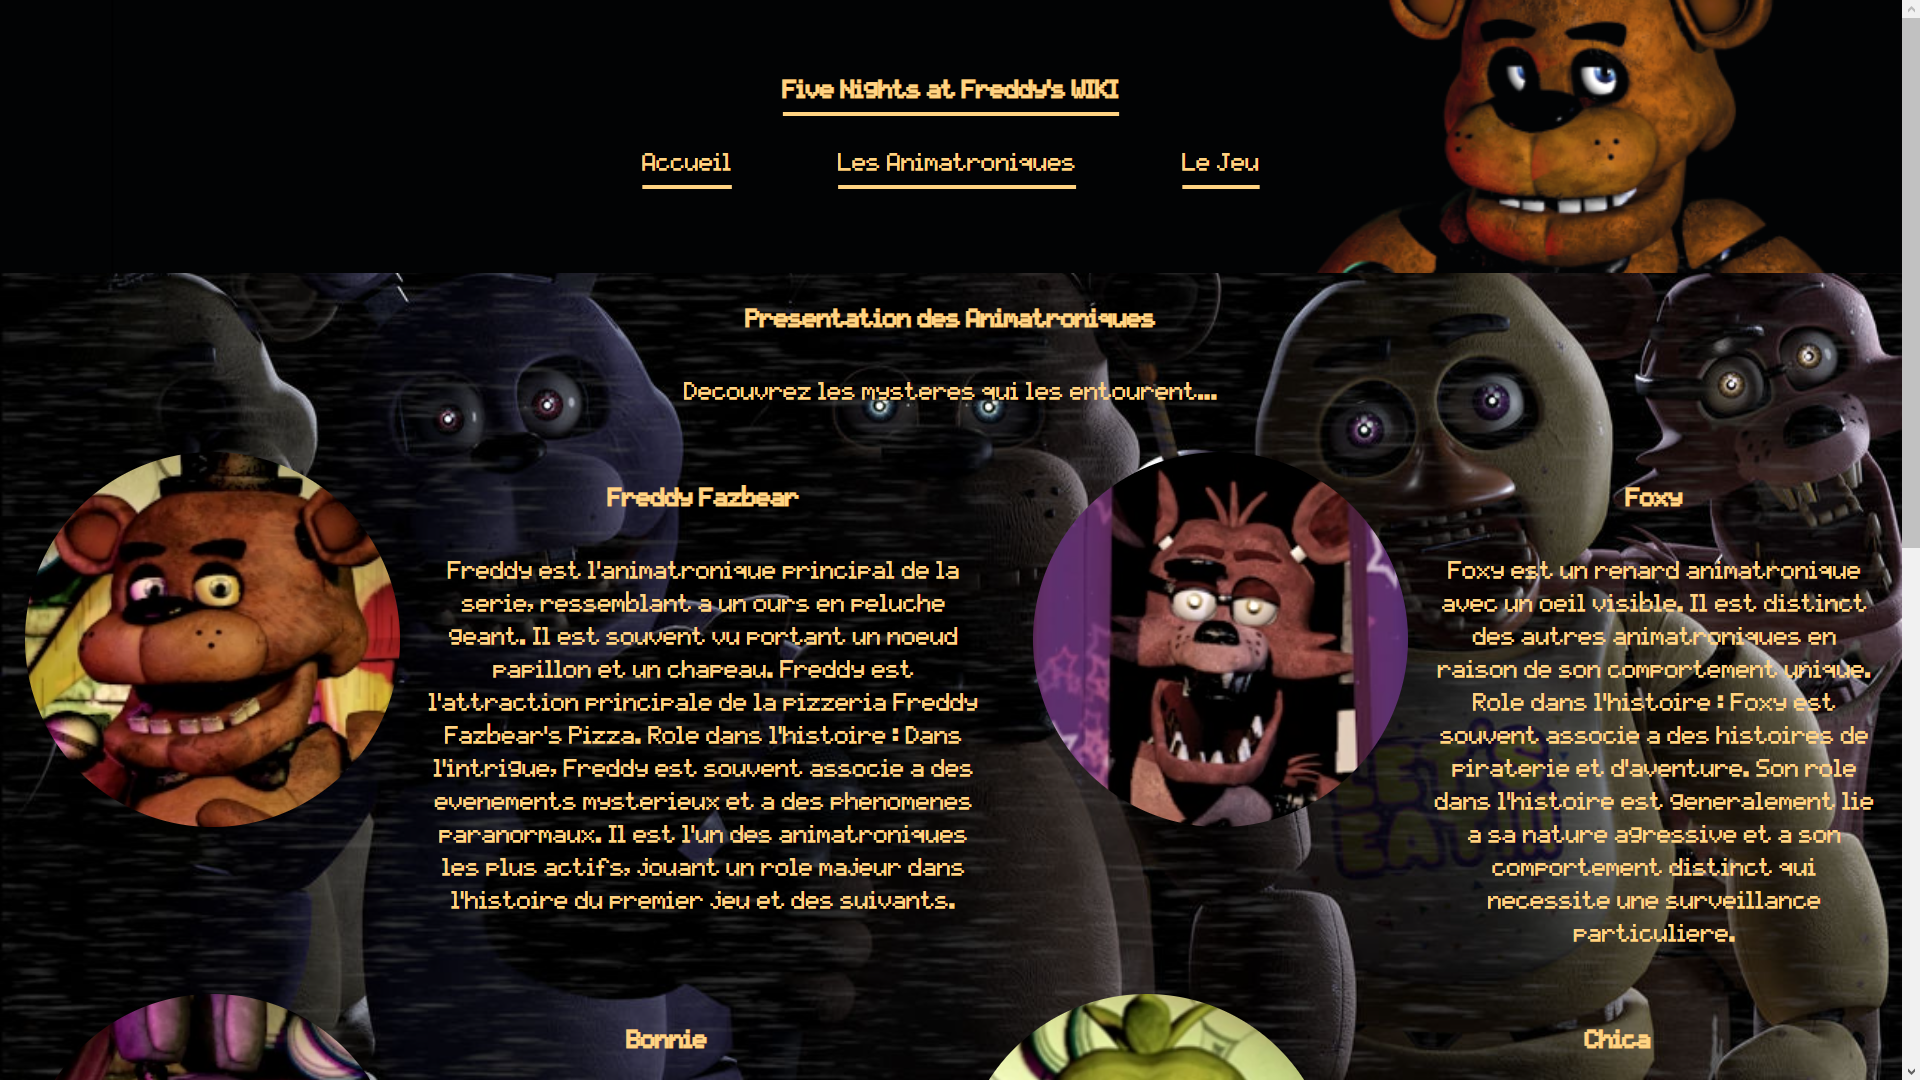 Five Nights at Freddy's WIKI
Accueil
Les Animatroniques
Le Jeu
Presentation des Animatroniques
Decouvrez les mysteres qui les entourent...
Freddy Fazbear
Freddy est l'animatronique principal de la
serie, ressemblant a un ours en peluche
geant. Il est souvent vu portant un noeud
papillon et un chapeau. Freddy est
l'attraction principale de la pizzeria Freddy
Fazbear's Pizza. Role dans l'histoire : Dans
l'intrigue, Freddy est souvent associe a des
evenements mysterieux et a des phenomenes
paranormaux. Il est l'un des animatroniques
les plus actifs, jouant un role majeur dans
l'histoire du premier jeu et des suivants.
Foxy
Foxy est un renard animatronique
avec un oeil visible. Il est distinct
des autres animatroniques en
raison de son comportement unique.
Role dans l'histoire : Foxy est
souvent associe a des histoires de
piraterie et d'aventure. Son role
dans l'histoire est generalement lie
a sa nature agressive et a son
comportement distinct qui
necessite une surveillance
particuliere.
LET'S
EAT
Bonnie
Chica